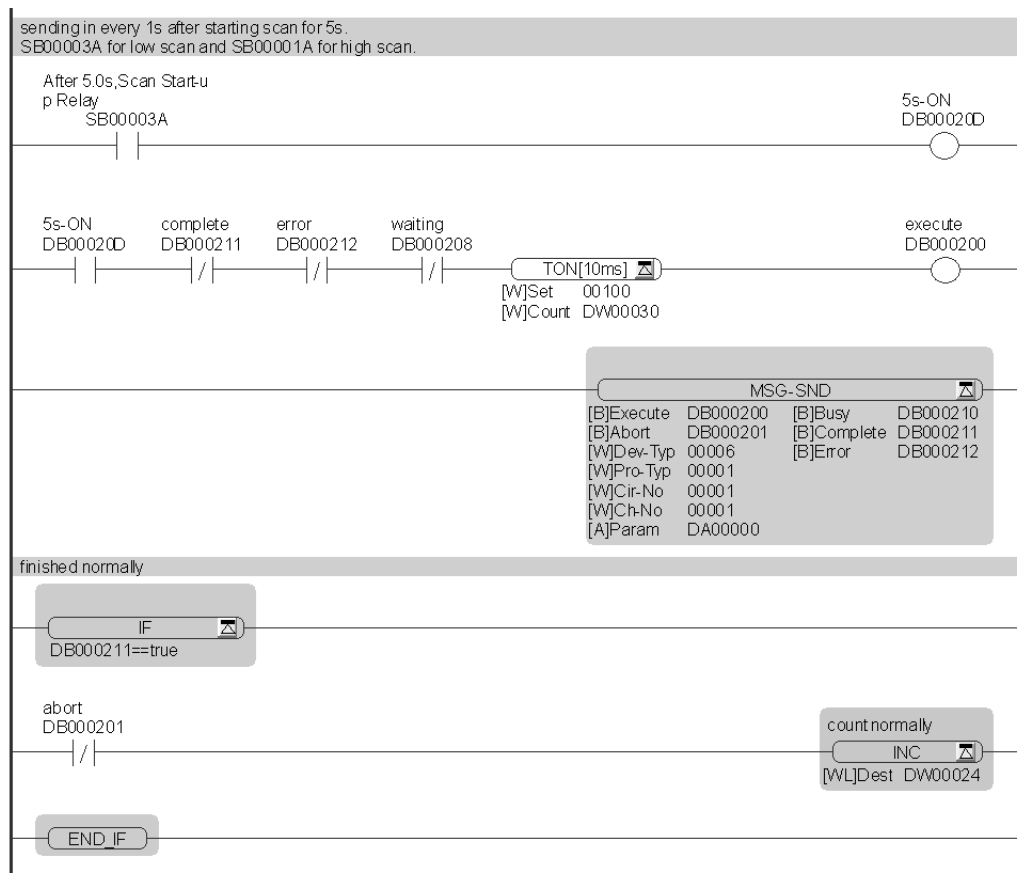 sending in every 1s after starting scan for 5s.
SB00003A for low scan and SB00001A for high scan.
After 5.0s,Scan Start-u
p Relay
SB00003A
5s-ON
DB00020D
5s-ON complete error waiting execute
DB00020D DB000211 DB000212 DB000208 DB000200
TON[10ms]
[W]Set 00100
[W]Count DW00030
MSG-SND
[B]Execute DB000200 [B]Busy DB000210
[B]Abort DB000201 [B]Complete DB000211
[W]Dev-Typ 00006 [B]Error DB000212
[W]Pro-Typ 00001
[W]Cir-No 00001
[W]Ch-No 00001
[A]Param DA00000
finished normally
IF
DB000211==true
abort
DB000201
count normally
INC
[WL]Dest DW00024
END_IF